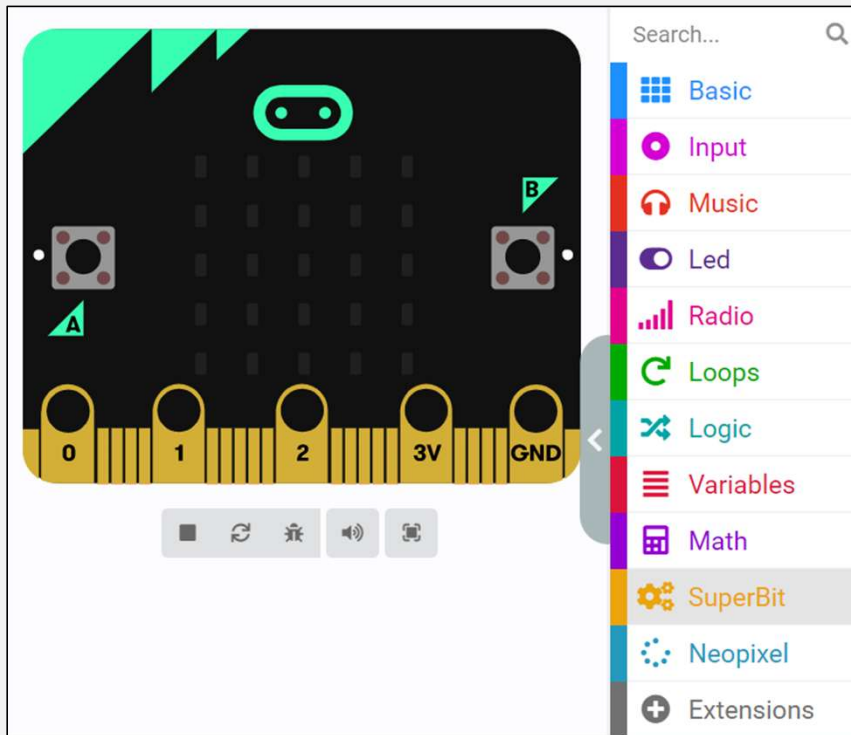 Search...
Basic
Input
B
Music
Led
A
Radio
Loops
Logic
0 1 2 3V GND
Variables
Math
SuperBit
Neopixel
Extensions